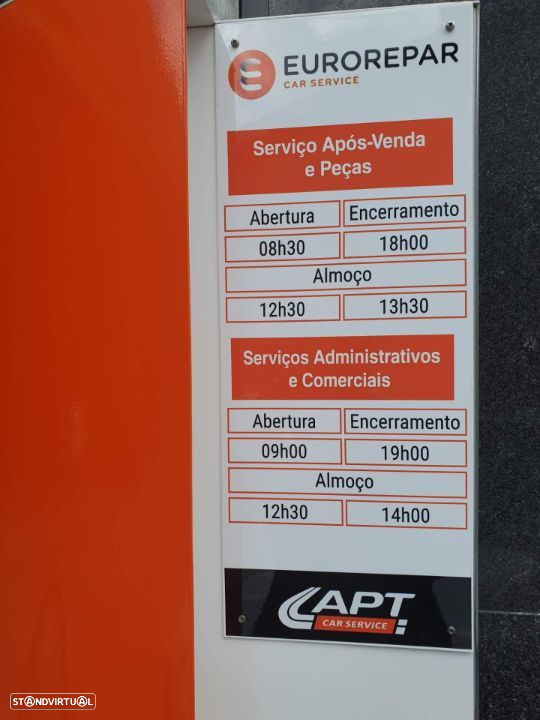 EUROREPAR
CAR SERVICE
Serviço Após-Venda
e Peças
Abertura Encerramento
08h30 18h00
Almoço
12h30 13h30
Serviços Administrativos
e Comerciais
Abertura Encerramento
09h00 19h00
Almoço
12h30 14h00
APT
CAR SERVICE
STANDVIRTUAL